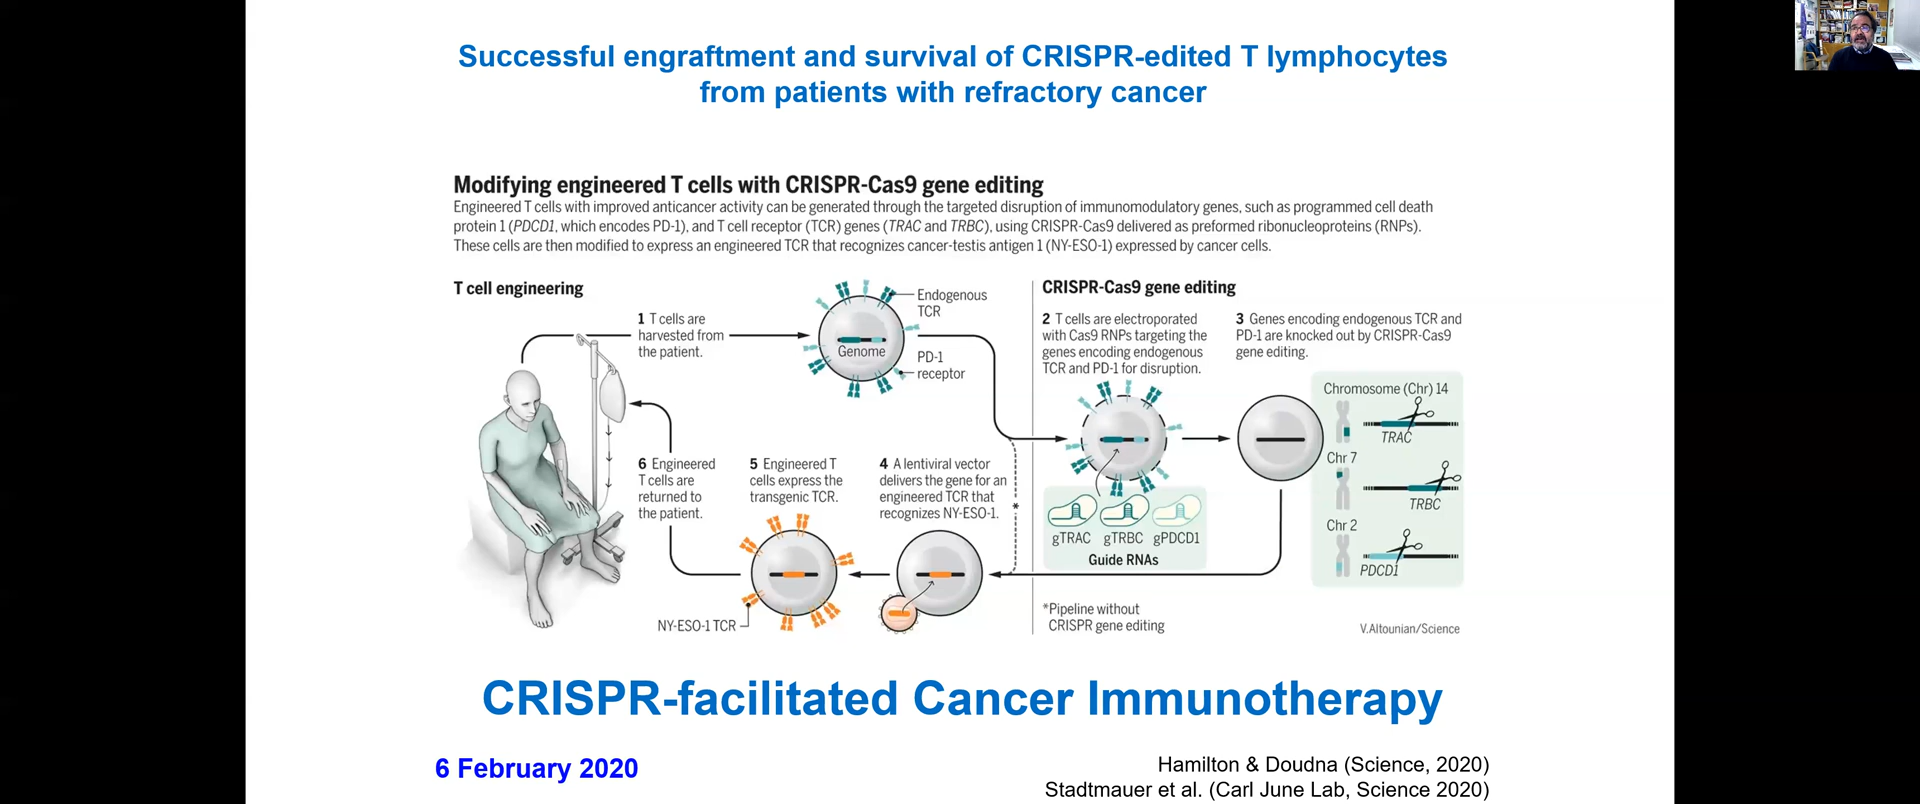 Successful engraftment and survival of CRISPR-edited T lymphocytes
from patients with refractory cancer
Modifying engineered T cells with CRISPR-Cas9 gene editing
Engineered T cells with improved anticancer activity can be generated through the targeted disruption of immunomodulatory genes, such as programmed cell death
protein 1 (PDCD1, which encodes PD-1), and T cell receptor (TCR) genes (TRAC and TRBC), using CRISPR-Cas9 delivered as preformed ribonucleoproteins (RNPs).
These cells are then modified to express an engineered TCR that recognizes cancer-testis antigen 1 (NY-ESO-1) expressed by cancer cells.
T cell engineering
1 T cells are
harvested from
the patient.
Endogenous
TCR
Genome
PD-1
receptor
CRISPR-Cas9 gene editing
2 T cells are electroporated
with Cas9 RNPs targeting the
genes encoding endogenous
TCR and PD-1 for disruption.
3 Genes encoding endogenous TCR and
PD-1 are knocked out by CRISPR-Cas9
gene editing.
Chromosome (Chr) 14
TRAC
Chr 7
TRBC
Chr 2
PDCD1
gTRAC gTRBC gPDCD1
Guide RNAs
6 Engineered
T cells are
returned to
the patient.
5 Engineered T
cells express the
transgenic TCR.
4 A lentiviral vector
delivers the gene for an
engineered TCR that
recognizes NY-ESO-1.
*
NY-ESO-1 TCR
*Pipeline without
CRISPR gene editing
V.Altounian/Science
CRISPR-facilitated Cancer Immunotherapy
6 February 2020
Hamilton & Doudna (Science, 2020)
Stadtmauer et al. (Carl June Lab, Science 2020)